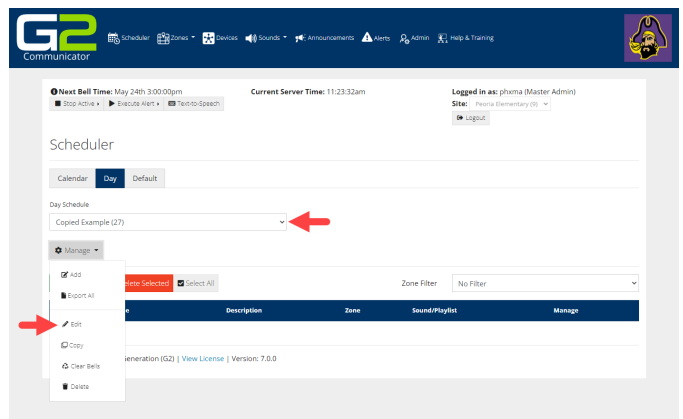 G2
Communicator
Scheduler Zones Devices Sounds Announcements Alerts Admin Help & Training
Next Bell Time: May 24th 3:00:00pm Current Server Time: 11:23:32am Logged in as: phxma (Master Admin)
Stop Active Execute Alert Text-to-Speech Site: Peoria Elementary (9)
Logout
Scheduler
Calendar Day Default
Day Schedule
Copied Example (27)
Manage
Add
elete Selected Select All Zone Filter No Filter
Export All
e Description Zone Sound/Playlist Manage
Edit
Copy
eneration (G2) | View License | Version: 7.0.0
Clear Bells
Delete